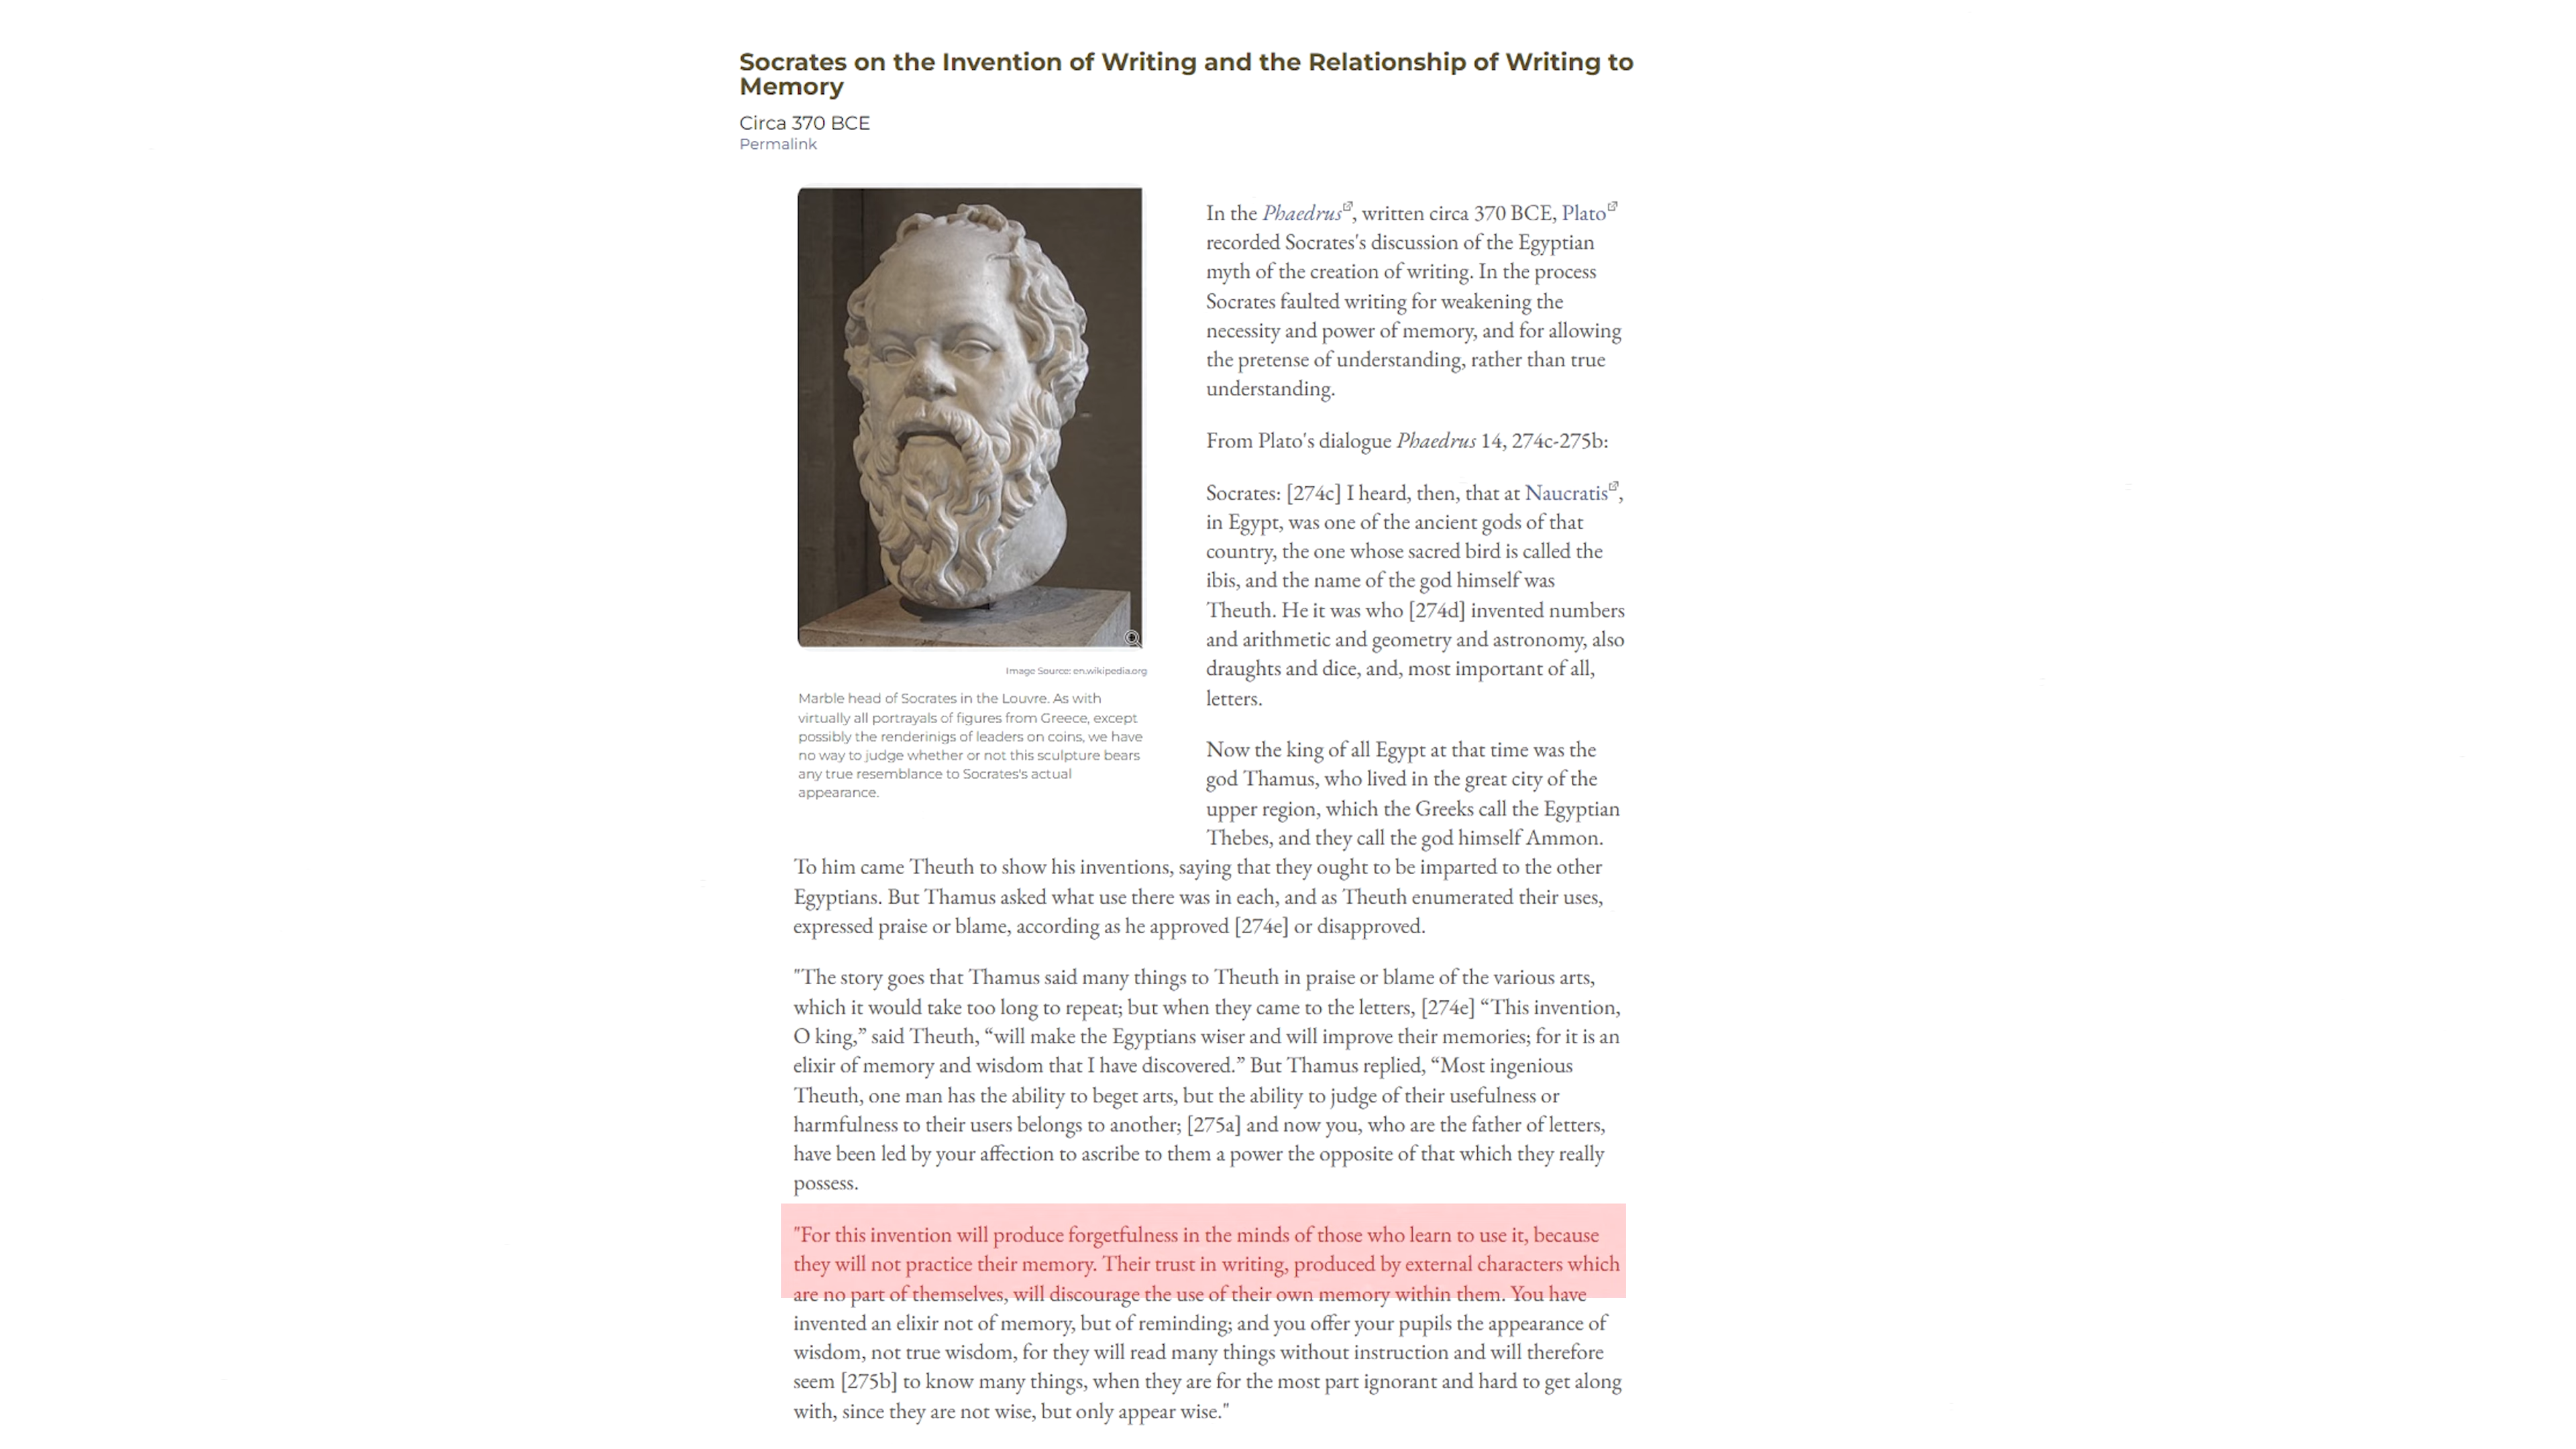 Socrates on the Invention of Writing and the Relationship of Writing to
Memory
Circa 370 BCE
Permalink
Image Source: en.wikipedia.org
Marble head of Socrates in the Louvre. As with
virtually all portrayals of figures from Greece, except
possibly the renderinigs of leaders on coins, we have
no way to judge whether or not this sculpture bears
any true resemblance to Socrates's actual
appearance.
In the Phaedrus, written circa 370 BCE, Plato
recorded Socrates's discussion of the Egyptian
myth of the creation of writing. In the process
Socrates faulted writing for weakening the
necessity and power of memory, and for allowing
the pretense of understanding, rather than true
understanding.
From Plato's dialogue Phaedrus 14, 274c-275b:
Socrates: [274c] I heard, then, that at Naucratis,
in Egypt, was one of the ancient gods of that
country, the one whose sacred bird is called the
ibis, and the name of the god himself was
Theuth. He it was who [274d] invented numbers
and arithmetic and geometry and astronomy, also
draughts and dice, and, most important of all,
letters.
Now the king of all Egypt at that time was the
god Thamus, who lived in the great city of the
upper region, which the Greeks call the Egyptian
Thebes, and they call the god himself Ammon.
To him came Theuth to show his inventions, saying that they ought to be imparted to the other
Egyptians. But Thamus asked what use there was in each, and as Theuth enumerated their uses,
expressed praise or blame, according as he approved [274e] or disapproved.
"The story goes that Thamus said many things to Theuth in praise or blame of the various arts,
which it would take too long to repeat; but when they came to the letters, [274e] “This invention,
O king,” said Theuth, “will make the Egyptians wiser and will improve their memories; for it is an
elixir of memory and wisdom that I have discovered.” But Thamus replied, “Most ingenious
Theuth, one man has the ability to beget arts, but the ability to judge of their usefulness or
harmfulness to their users belongs to another; [275a] and now you, who are the father of letters,
have been led by your affection to ascribe to them a power the opposite of that which they really
possess.
"For this invention will produce forgetfulness in the minds of those who learn to use it, because
they will not practice their memory. Their trust in writing, produced by external characters which
are no part of themselves, will discourage the use of their own memory within them. You have
invented an elixir not of memory, but of reminding; and you offer your pupils the appearance of
wisdom, not true wisdom, for they will read many things without instruction and will therefore
seem [275b] to know many things, when they are for the most part ignorant and hard to get along
with, since they are not wise, but only appear wise."